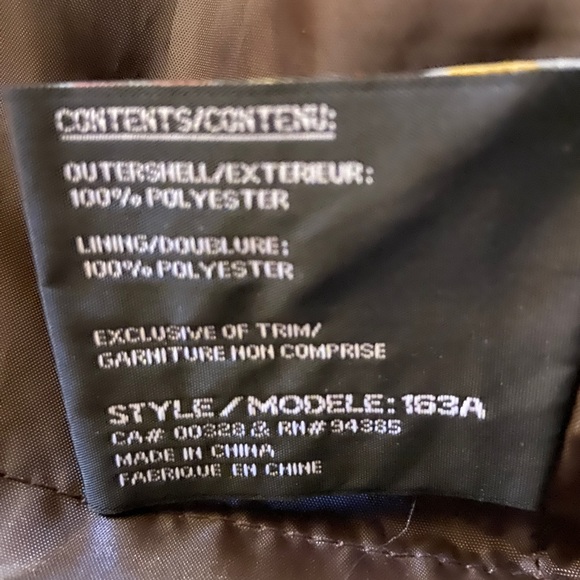 CONTENTS/CONTENU:
OUTERSHELL/EXTERIEUR:
100% POLYESTER
LINING/DOUBLURE:
100% POLYESTER
EXCLUSIVE OF TRIM/
GARNITURE NON COMPRISE
STYLE/MODELE: 163A
CA# 00328 & RN# 94385
MADE IN CHINA
FABRIQUE EN CHINE